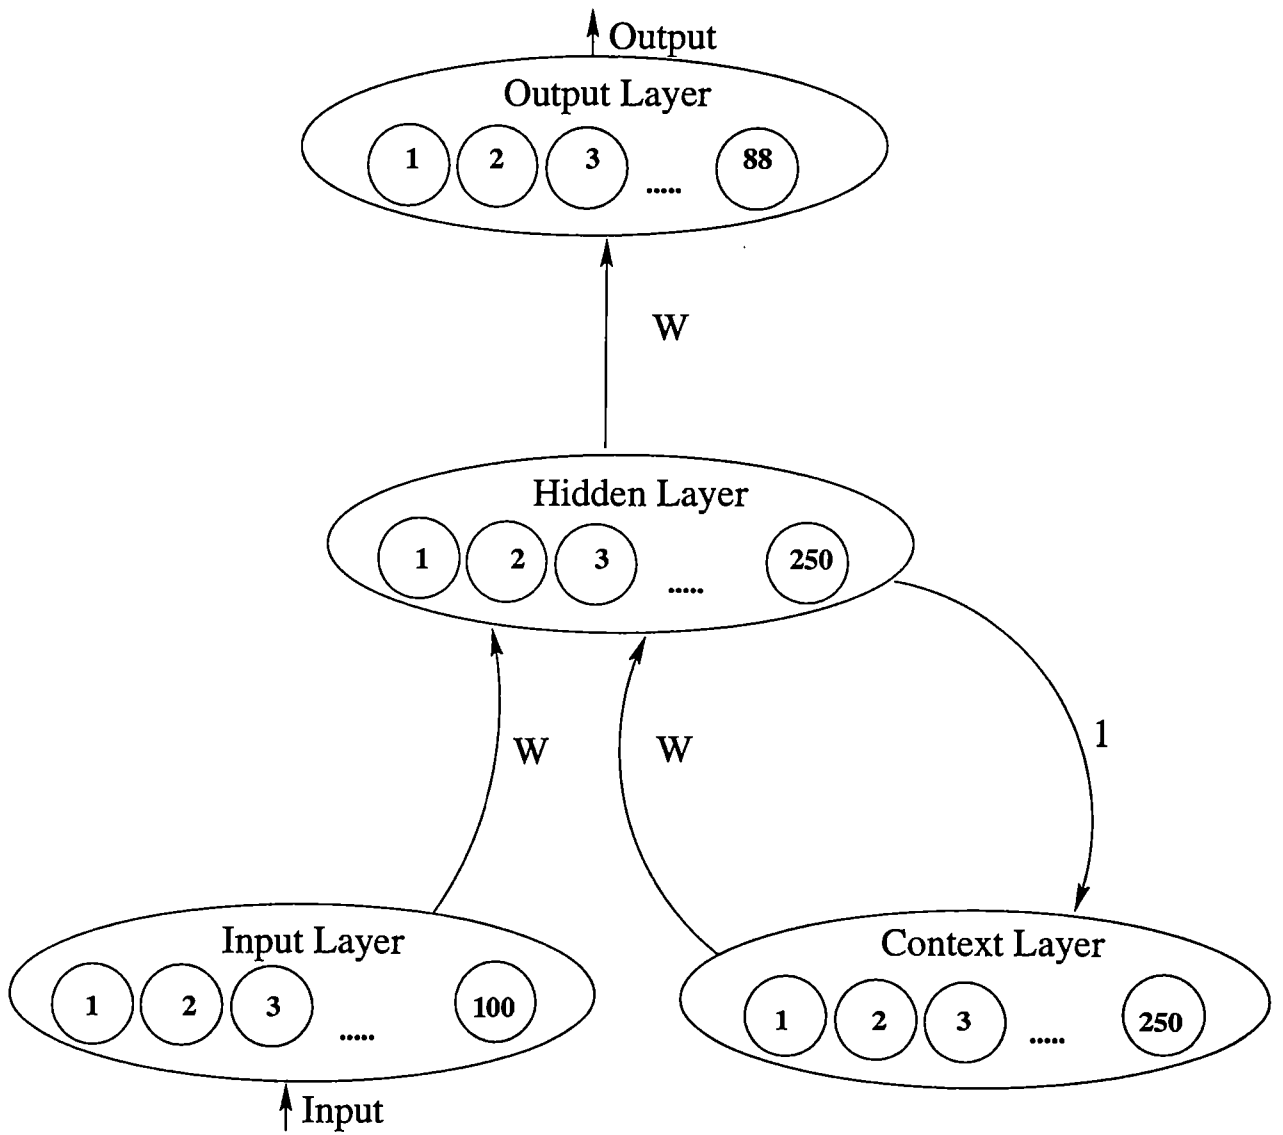 Output
Output Layer
1 2 3 ..... 88
W
Hidden Layer
1 2 3 ..... 250
W W 1
Input Layer
1 2 3 ..... 100
Context Layer
1 2 3 ..... 250
Input